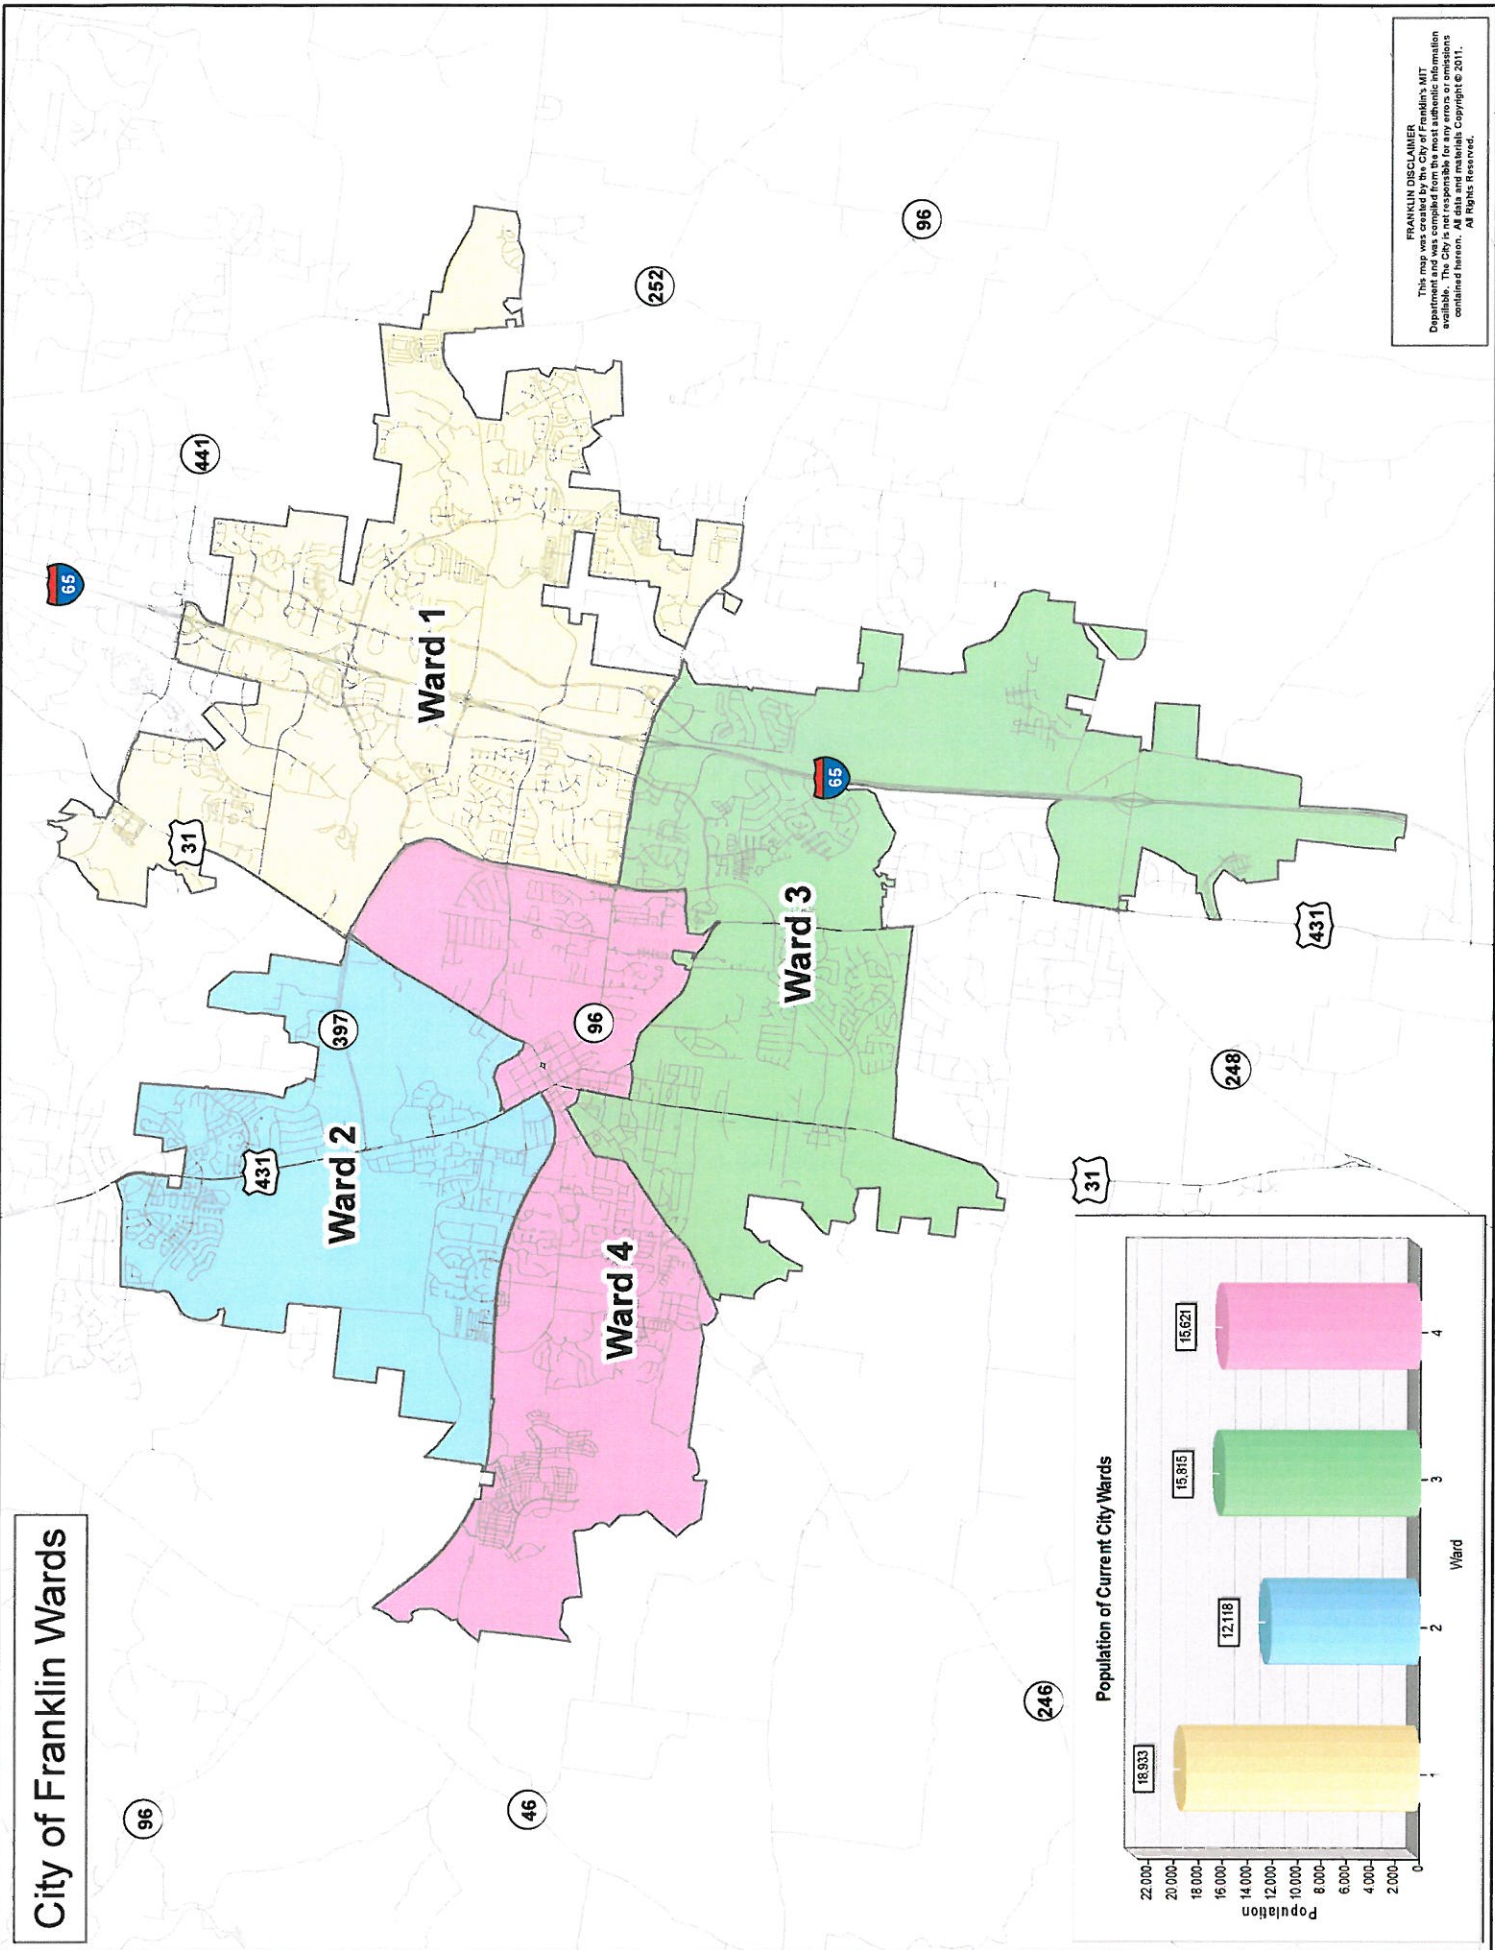 City of Franklin Wards
96
46
246
431
397
31
441
65
252
96
96
65
431
31
248
Ward 1
Ward 2
Ward 3
Ward 4
Population of Current City Wards
Population
22.000
20.000
18.000
16.000
14.000
12.000
10.000
8.000
6.000
4.000
2.000
0
18,933
12,118
15,815
15,621
1
2
3
4
Ward
FRANKLIN DISCLAIMER
This map was created by the City of Franklin's MIT
Department and was compiled from the most authentic information
available. The City is not responsible for any errors or omissions
contained hereon. All data and materials Copyright © 2011.
All Rights Reserved.